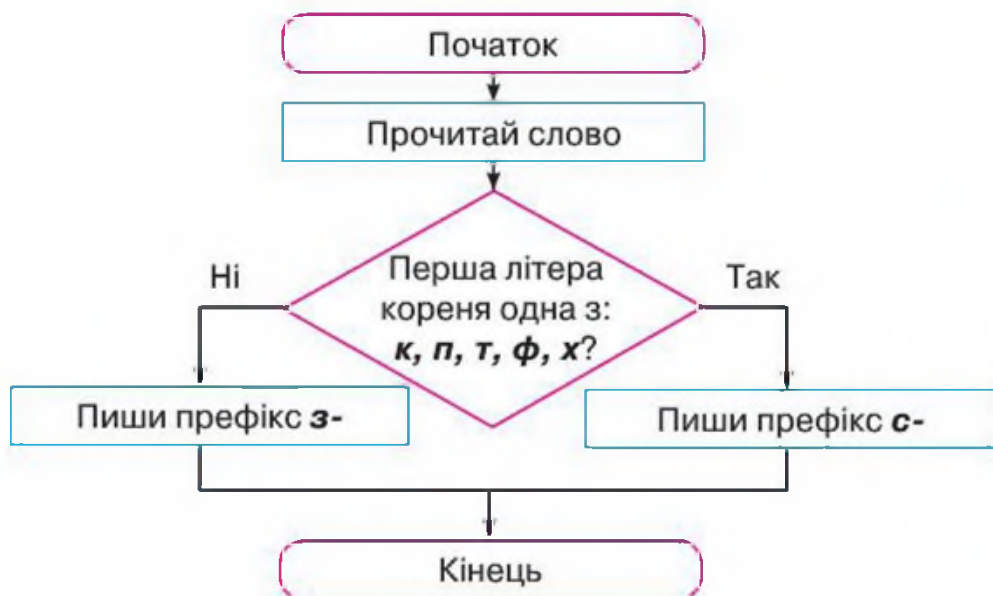 Початок
Прочитай слово
Ні
Перша літера
кореня одна з:
к, п, т, ф, х?
Так
Пиши префікс з-
Пиши префікс с-
Кінець